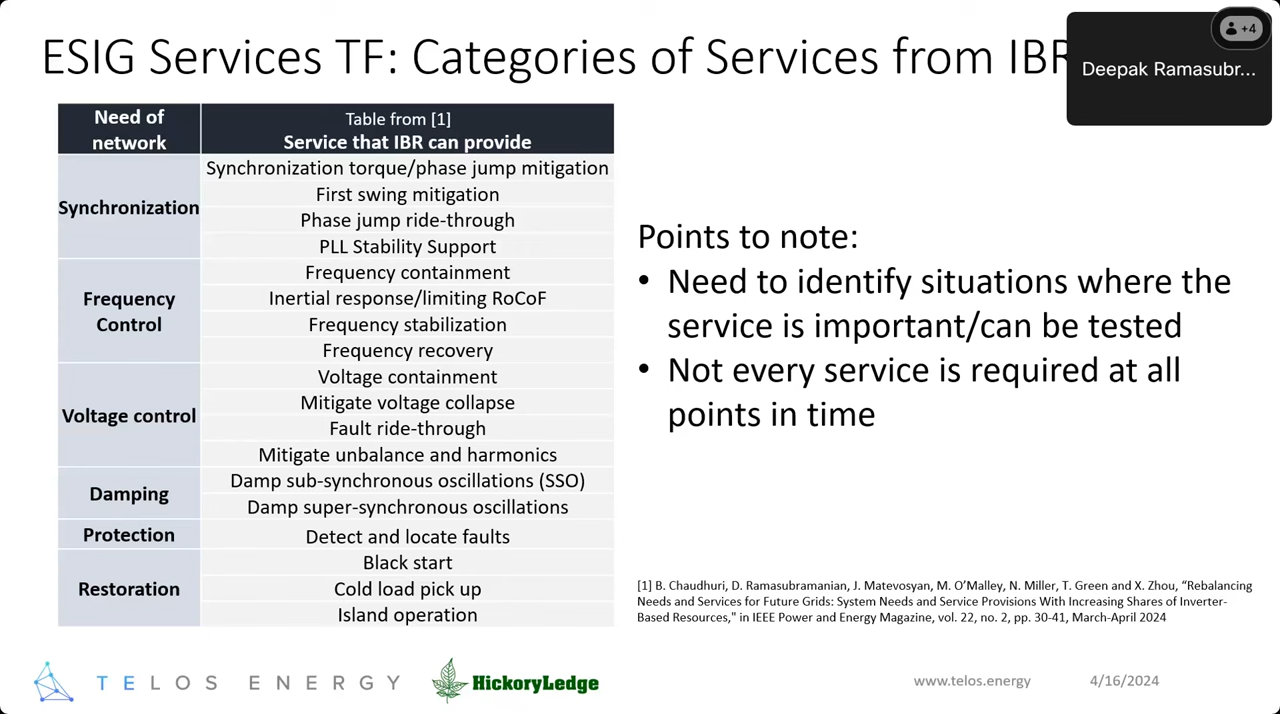 ESIG Services TF: Categories of Services from IBR
+4
Deepak Ramasubr...
Need of
network
Table from [1]
Service that IBR can provide
Synchronization
Synchronization torque/phase jump mitigation
First swing mitigation
Phase jump ride-through
PLL Stability Support
Frequency
Control
Frequency containment
Inertial response/limiting RoCoF
Frequency stabilization
Frequency recovery
Voltage control
Voltage containment
Mitigate voltage collapse
Fault ride-through
Mitigate unbalance and harmonics
Damping
Damp sub-synchronous oscillations (SSO)
Damp super-synchronous oscillations
Protection
Detect and locate faults
Restoration
Black start
Cold load pick up
Island operation
Points to note:
• Need to identify situations where the
service is important/can be tested
• Not every service is required at all
points in time
[1] B. Chaudhuri, D. Ramasubramanian, J. Matevosyan, M. O’Malley, N. Miller, T. Green and X. Zhou, “Rebalancing
Needs and Services for Future Grids: System Needs and Service Provisions With Increasing Shares of Inverter-
Based Resources," in IEEE Power and Energy Magazine, vol. 22, no. 2, pp. 30-41, March-April 2024
TELOS ENERGY
HickoryLedge
www.telos.energy
4/16/2024